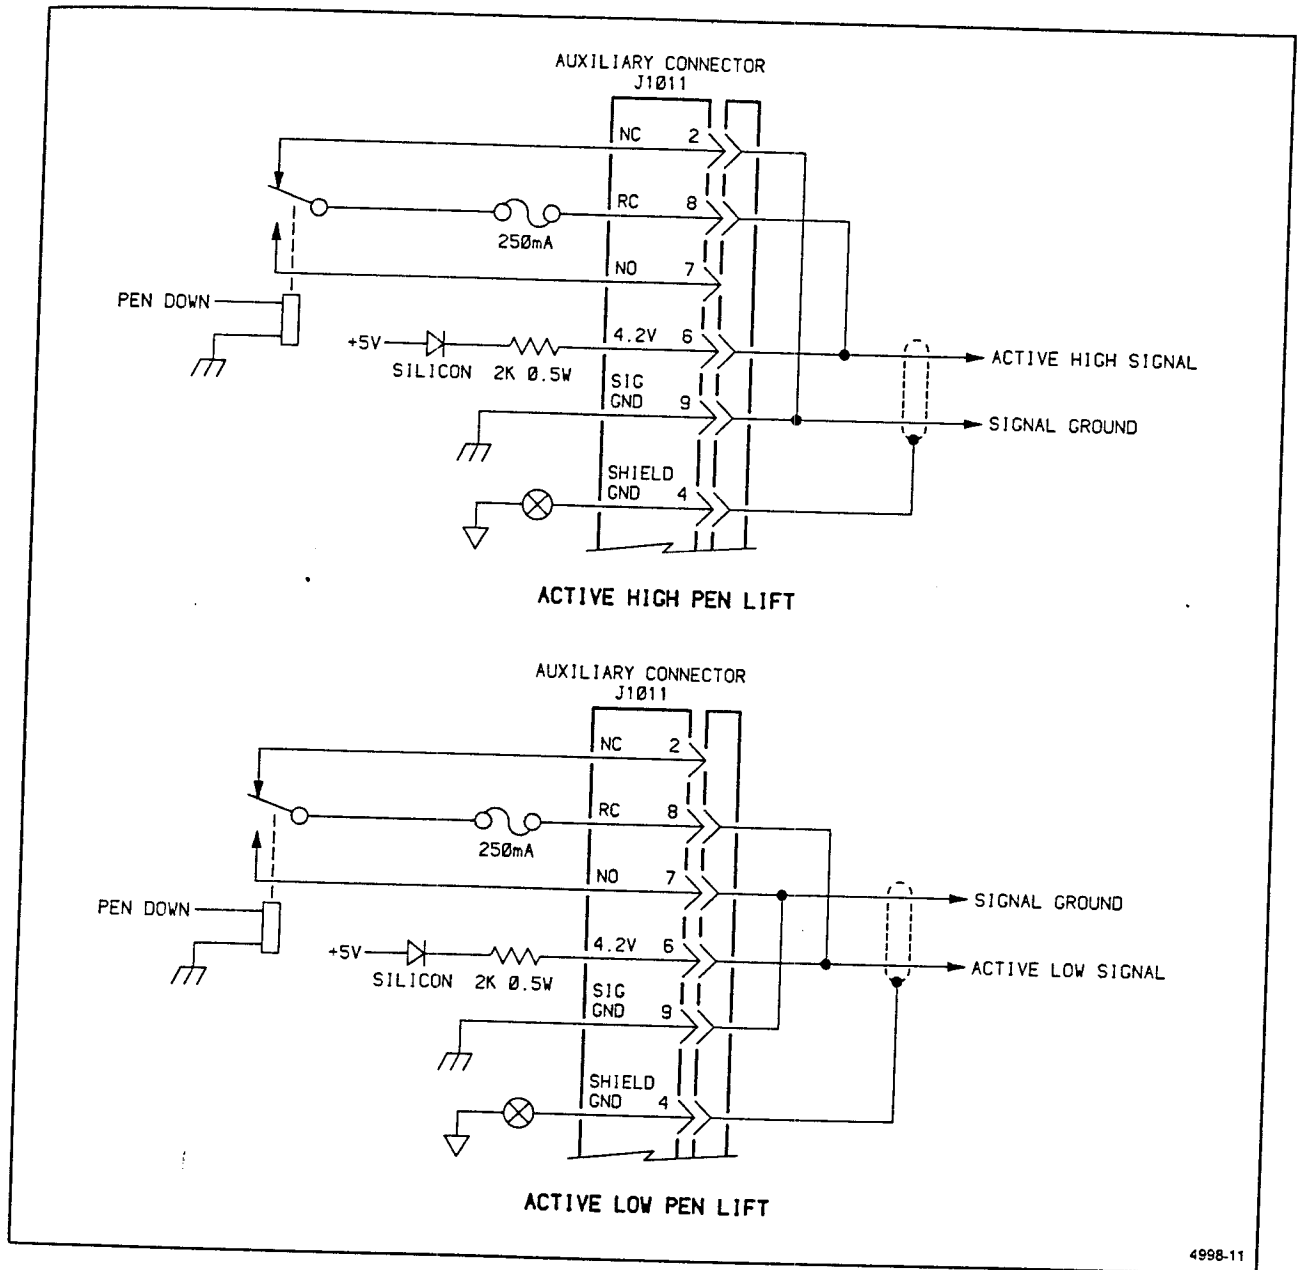 AUXILIARY CONNECTOR
J1Ø11
NC 2
RC 8
25ØmA
NO 7
PEN DOWN
+5V
SILICON 2K Ø.5W
4.2V 6
ACTIVE HIGH SIGNAL
SIG
GND 9
SIGNAL GROUND
SHIELD
GND 4
ACTIVE HIGH PEN LIFT
AUXILIARY CONNECTOR
J1Ø11
NC 2
RC 8
25ØmA
NO 7
SIGNAL GROUND
PEN DOWN
+5V
SILICON 2K Ø.5W
4.2V 6
ACTIVE LOW SIGNAL
SIG
GND 9
SHIELD
GND 4
ACTIVE LOW PEN LIFT
4998-11